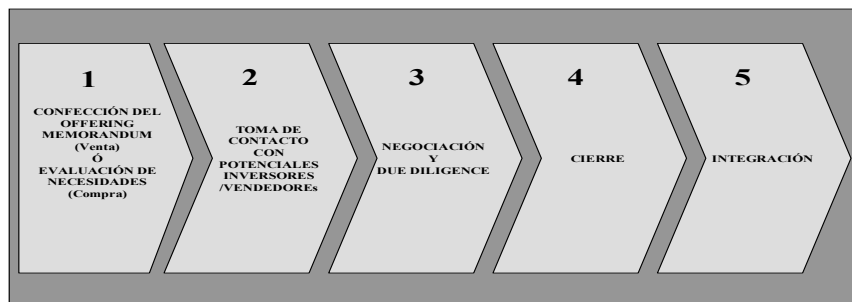 1
CONFECCIÓN DEL
OFFERING
MEMORANDUM
(Venta)
Ó
EVALUACIÓN DE
NECESIDADES
(Compra)
2
TOMA DE
CONTACTO
CON
POTENCIALES
INVERSORES
/VENDEDOREs
3
NEGOCIACIÓN
Y
DUE DILIGENCE
4
CIERRE
5
INTEGRACIÓN